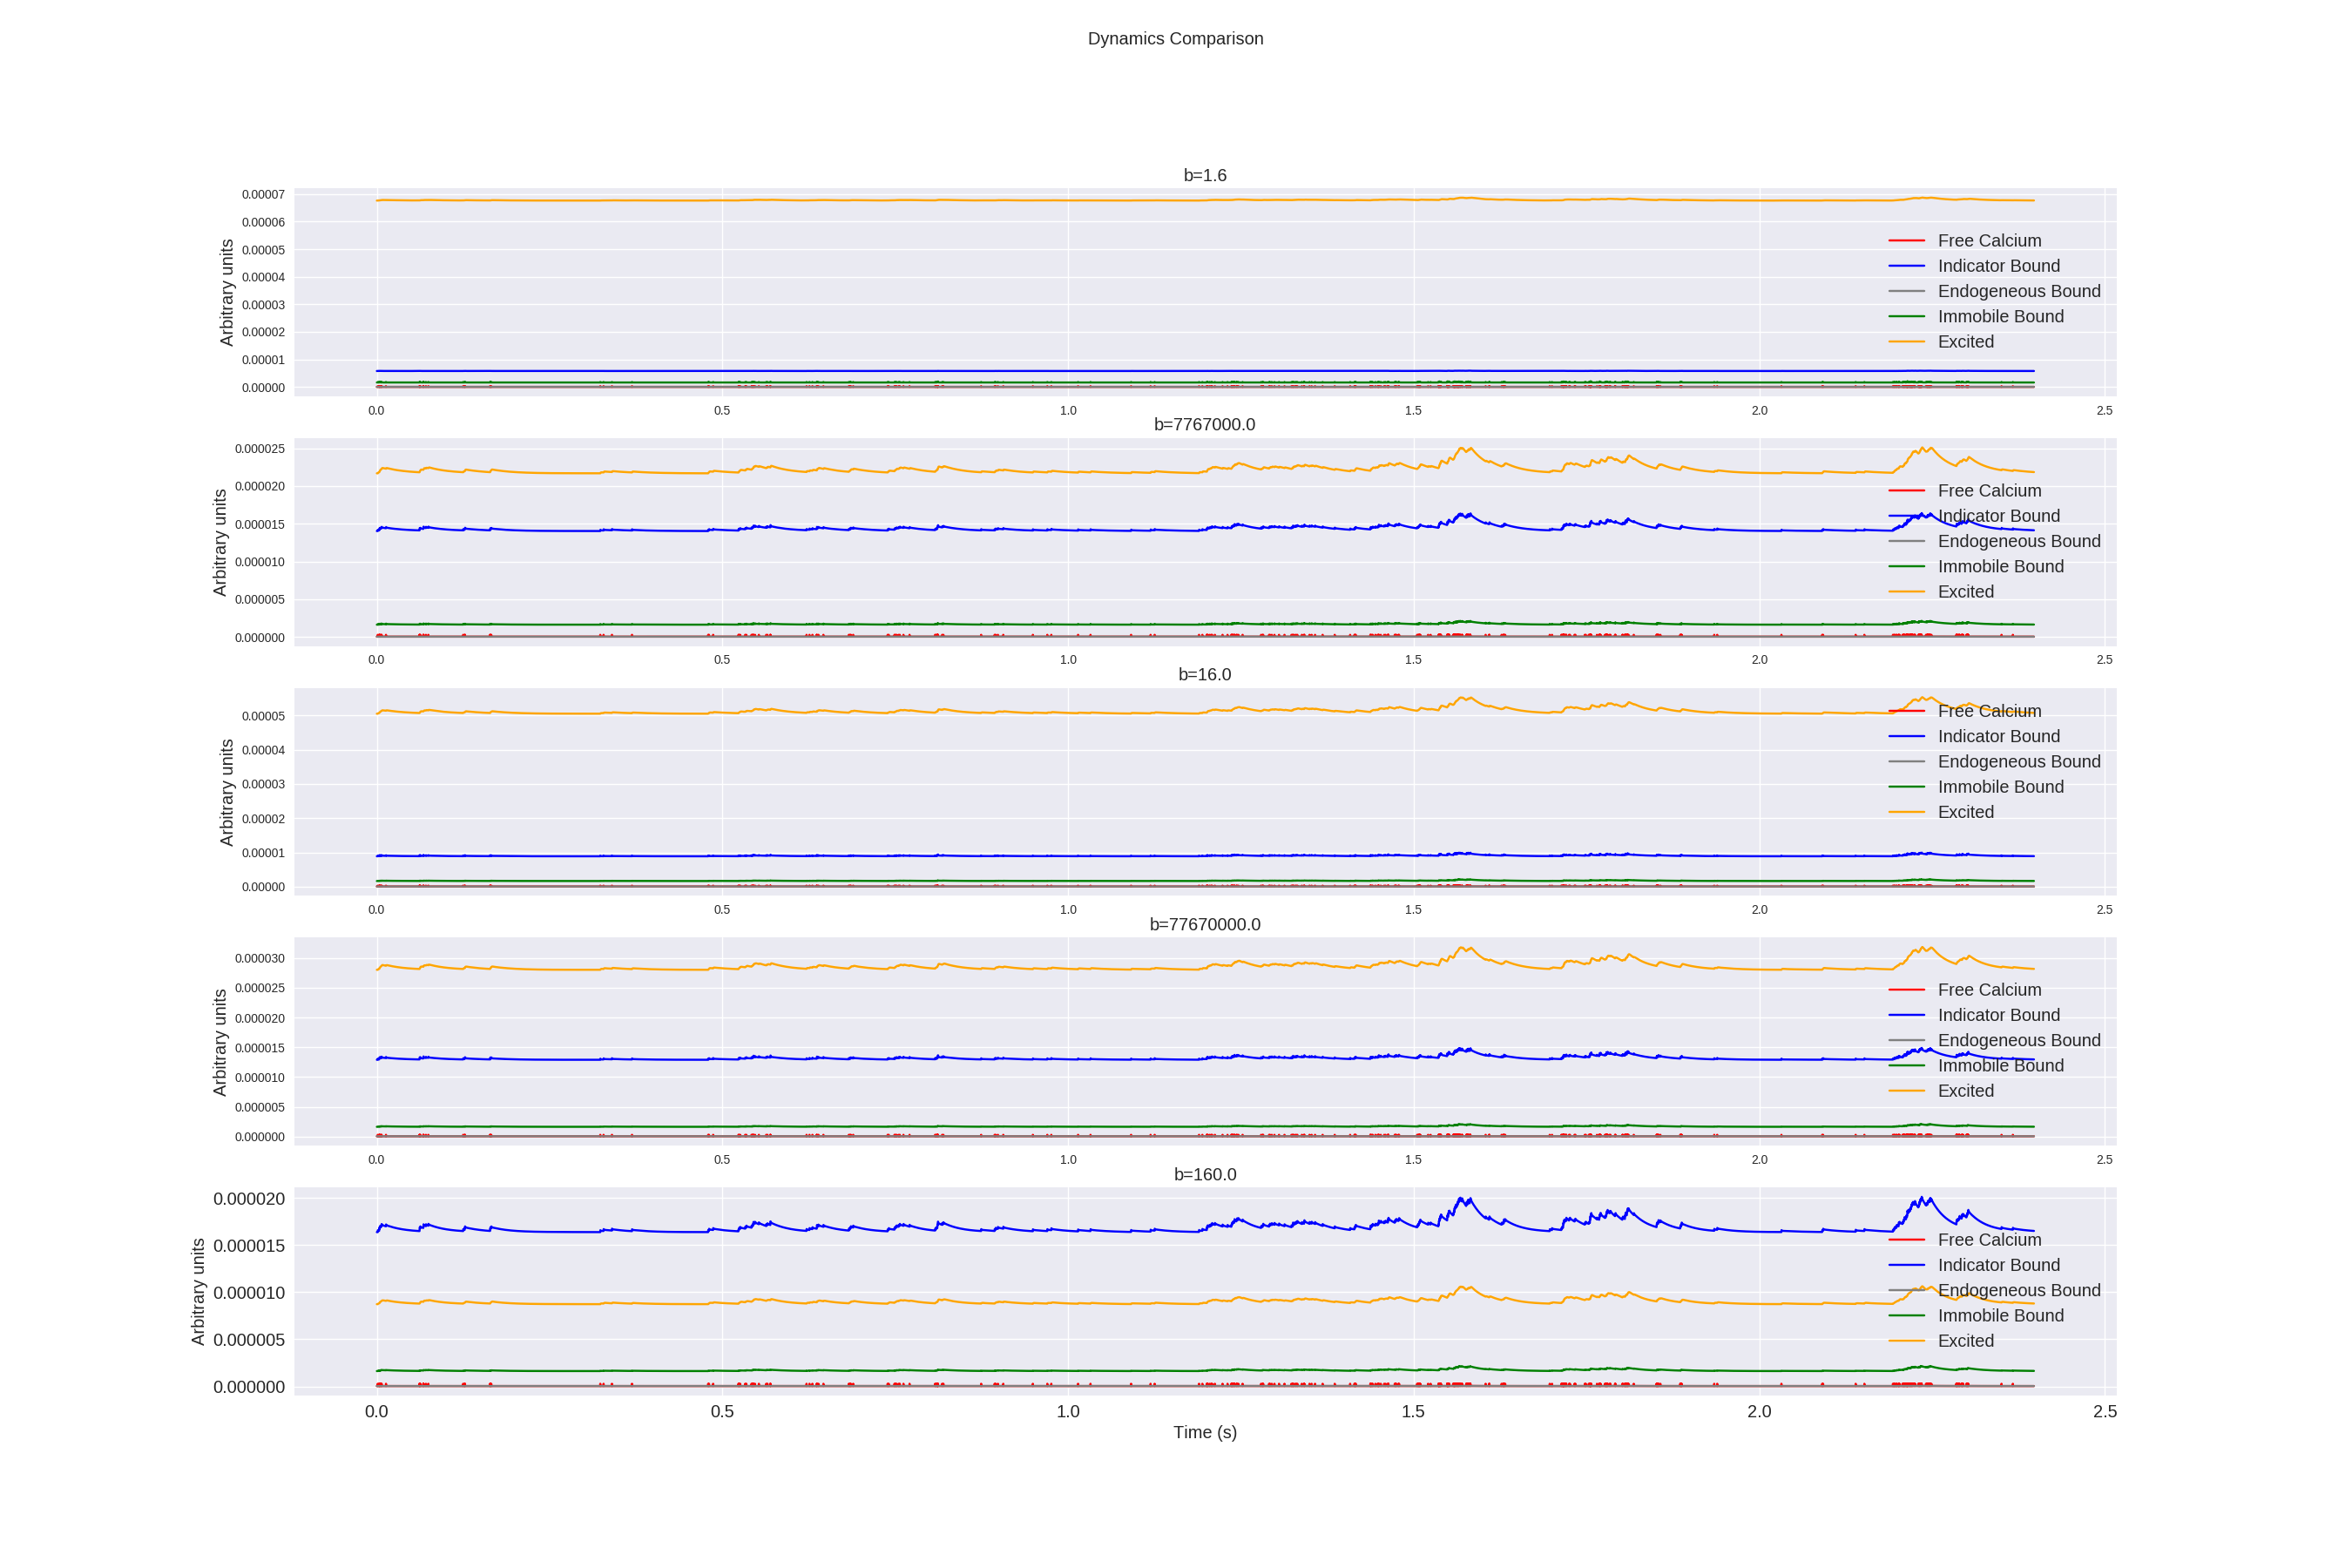 Dynamics Comparison
b=1.6
0.00007
0.00006
0.00005
0.00004
0.00003
0.00002
0.00001
0.00000
Arbitrary units
Free Calcium
Indicator Bound
Endogeneous Bound
Immobile Bound
Excited
0.0 0.5 1.0 1.5 2.0 2.5
b=7767000.0
0.000025
0.000020
0.000015
0.000010
0.000005
0.000000
Arbitrary units
Free Calcium
Indicator Bound
Endogeneous Bound
Immobile Bound
Excited
0.0 0.5 1.0 1.5 2.0 2.5
b=16.0
0.00005
0.00004
0.00003
0.00002
0.00001
0.00000
Arbitrary units
Free Calcium
Indicator Bound
Endogeneous Bound
Immobile Bound
Excited
0.0 0.5 1.0 1.5 2.0 2.5
b=77670000.0
0.000030
0.000025
0.000020
0.000015
0.000010
0.000005
0.000000
Arbitrary units
Free Calcium
Indicator Bound
Endogeneous Bound
Immobile Bound
Excited
0.0 0.5 1.0 1.5 2.0 2.5
b=160.0
0.000020
0.000015
0.000010
0.000005
0.000000
Arbitrary units
Free Calcium
Indicator Bound
Endogeneous Bound
Immobile Bound
Excited
0.0 0.5 1.0 1.5 2.0 2.5
Time (s)